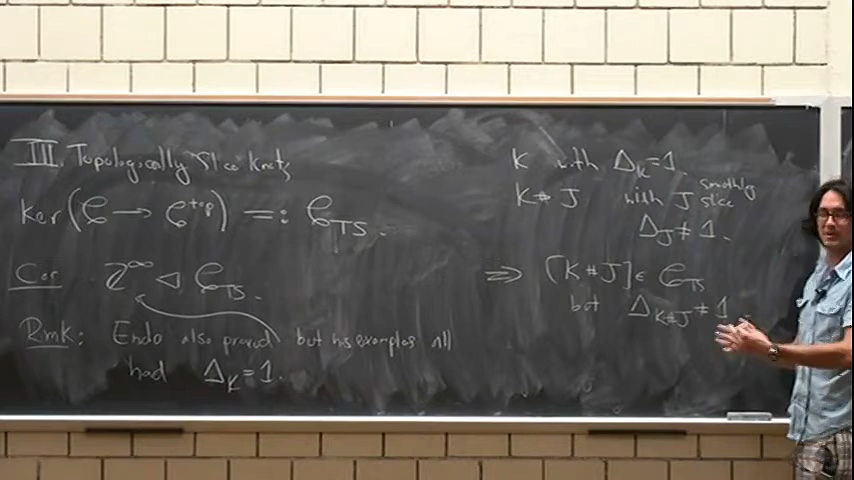 III. Topologically Slice Knots
Ker(C → C^top) =: C_TS.
Cor Z^∞ ◁ C_TS.
Rmk: Endo also proved but his examples all
had Δ_K = 1.
K with Δ_K = 1.
K # J with J smoothly slice
Δ_J ≠ 1.
⇒ [K # J] ∈ C_TS
but Δ_K#J ≠ 1